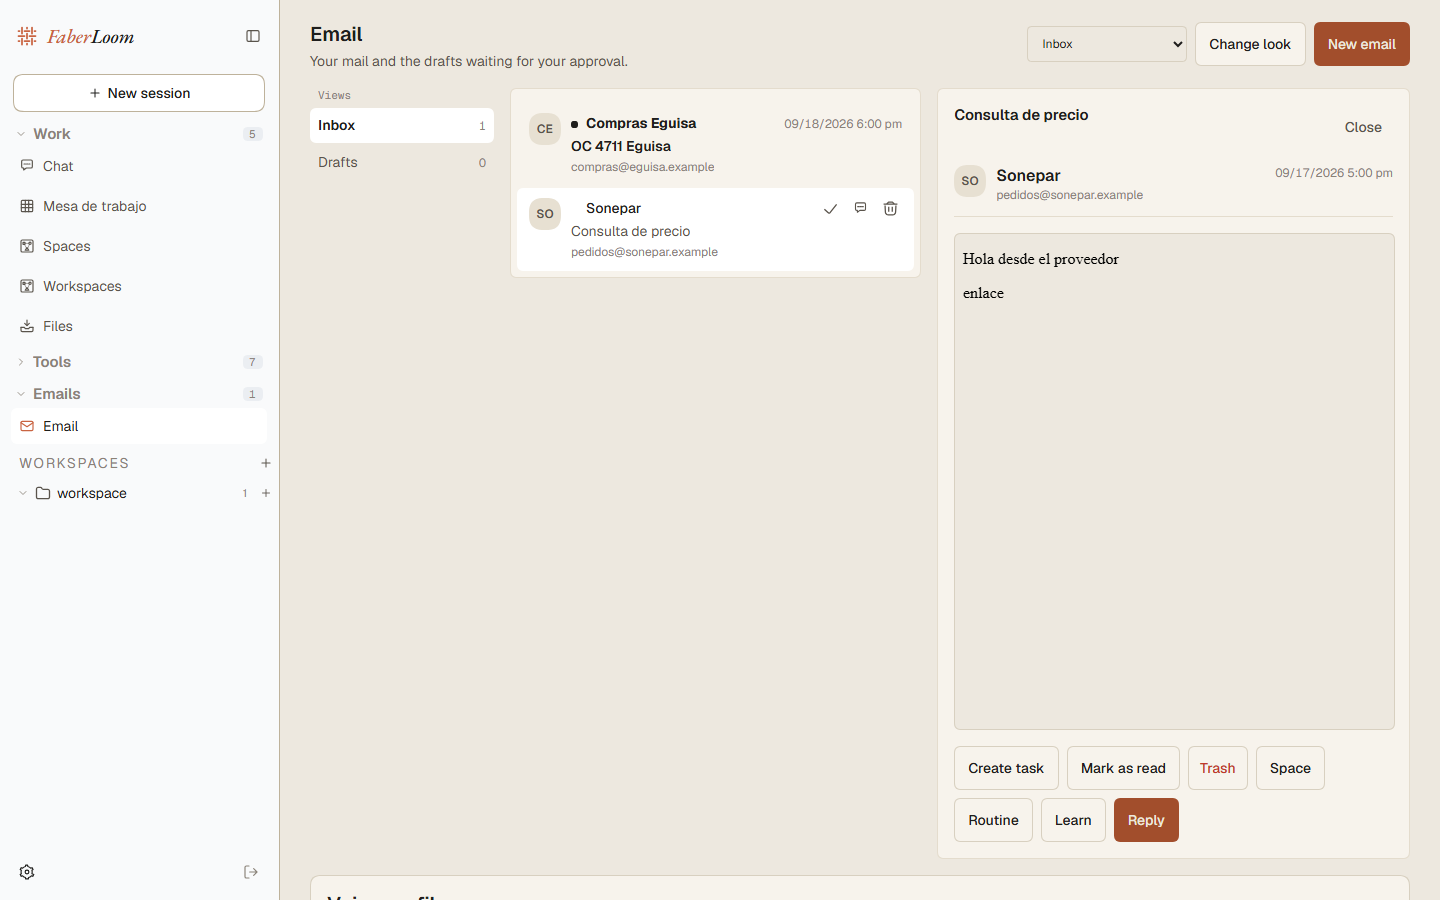 FaberLoom
New session
Work 5
Chat
Mesa de trabajo
Spaces
Workspaces
Files
Tools 7
Emails 1
Email
WORKSPACES
workspace 1
Email
Your mail and the drafts waiting for your approval.
Inbox
Change look
New email
Views
Inbox 1
Drafts 0
CE
Compras Eguisa 09/18/2026 6:00 pm
OC 4711 Eguisa
compras@eguisa.example
SO
Sonepar
Consulta de precio
pedidos@sonepar.example
Consulta de precio
Close
SO
Sonepar 09/17/2026 5:00 pm
pedidos@sonepar.example
Hola desde el proveedor
enlace
Create task Mark as read Trash Space
Routine Learn Reply